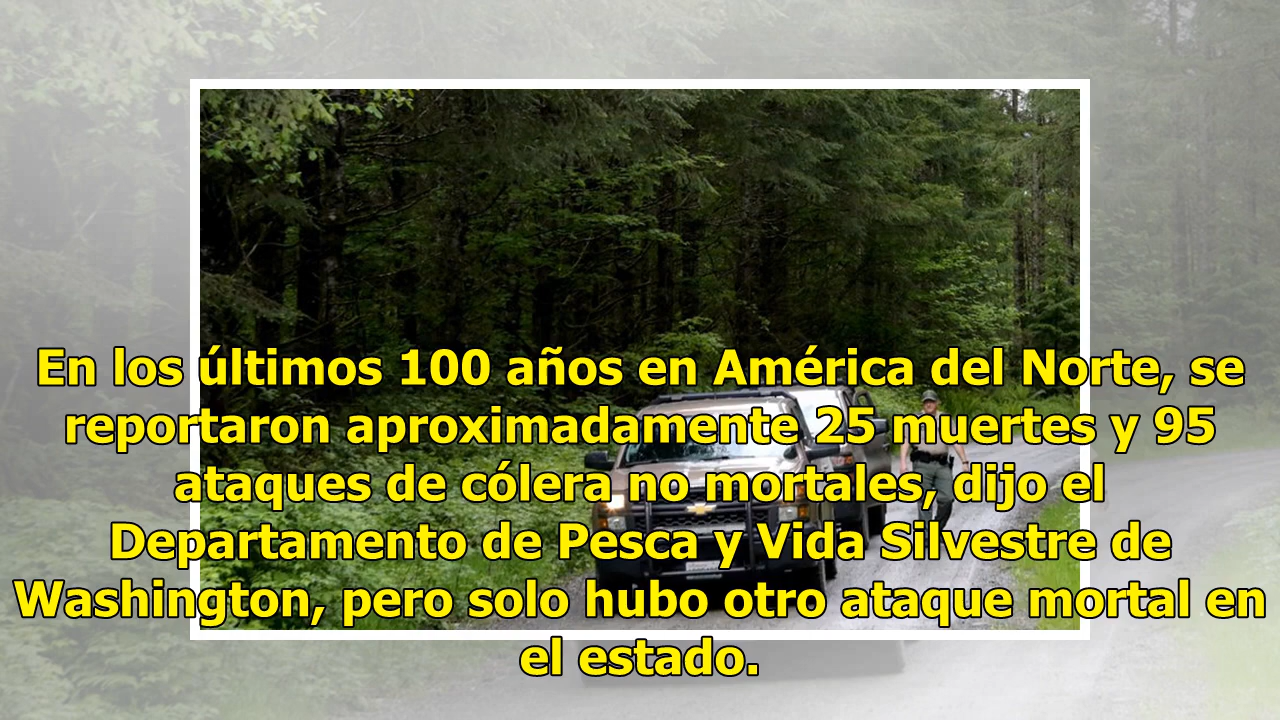 En los últimos 100 años en América del Norte, se
reportaron aproximadamente 25 muertes y 95
ataques de cólera no mortales, dijo el
Departamento de Pesca y Vida Silvestre de
Washington, pero solo hubo otro ataque mortal en
el estado.